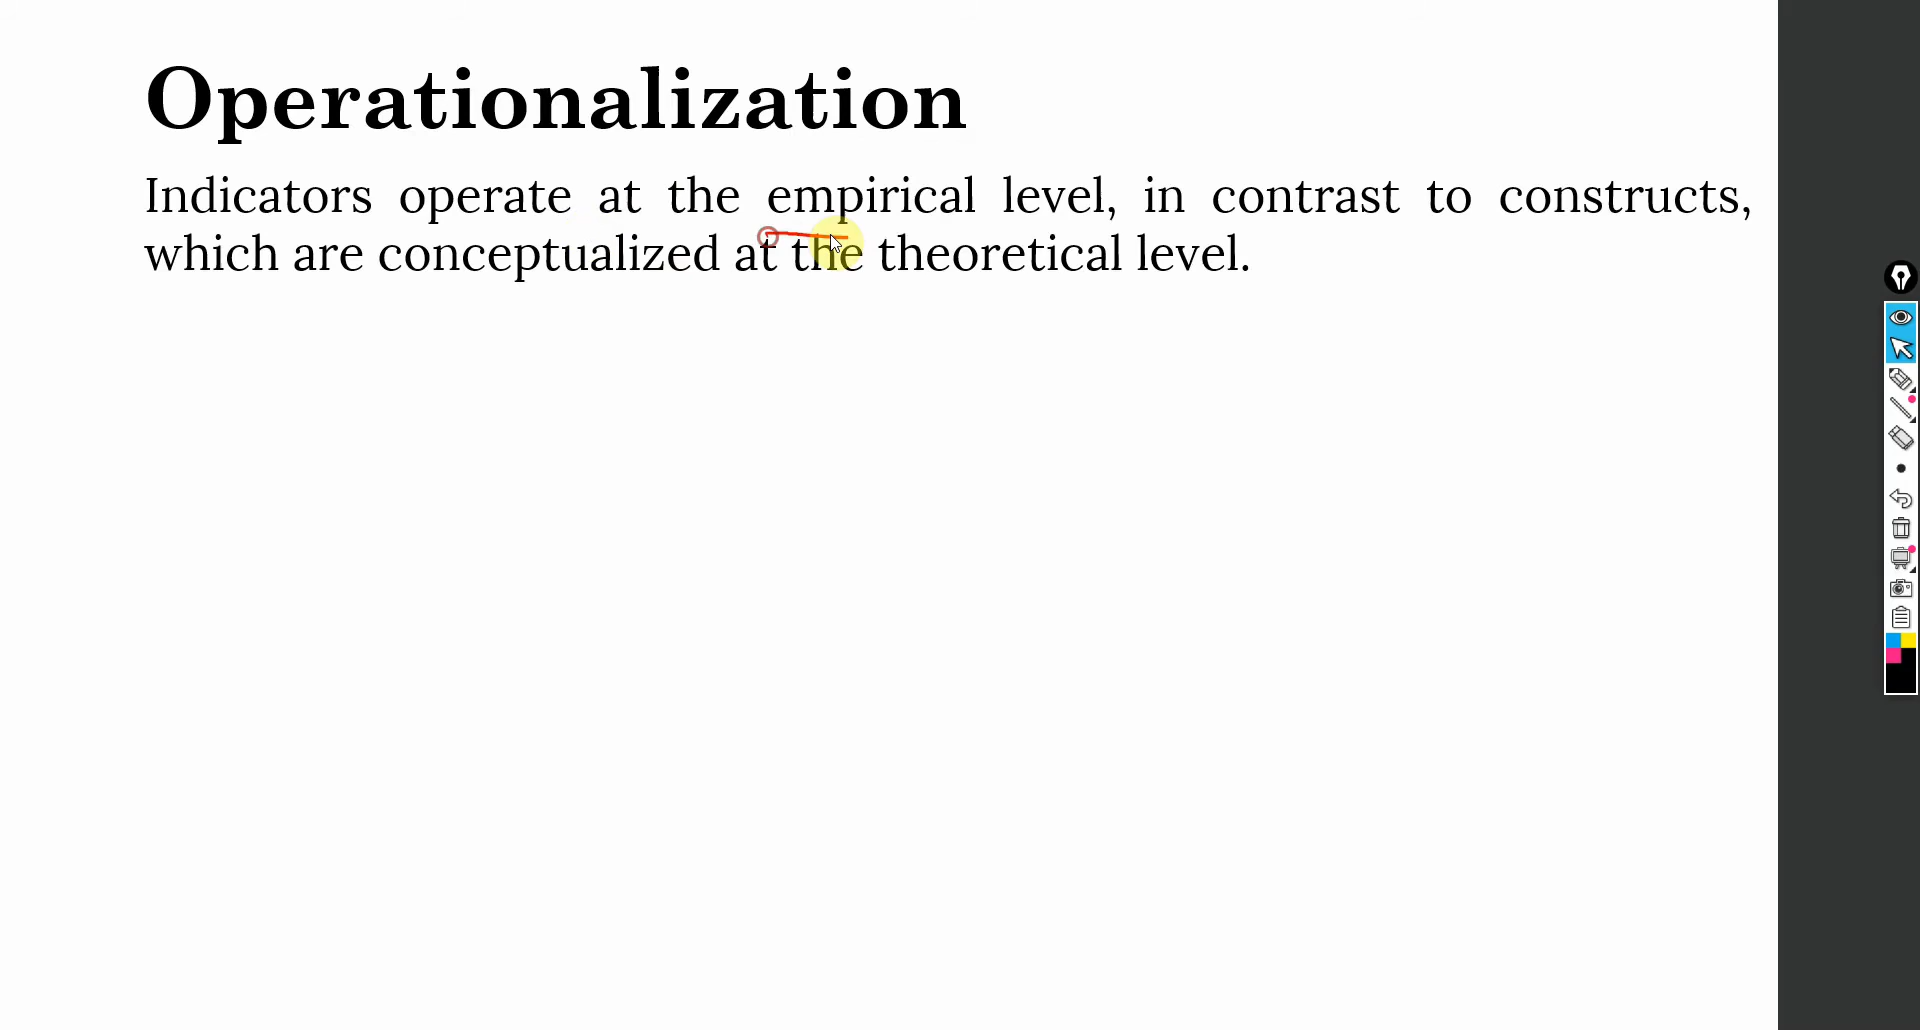 Operationalization
Indicators operate at the empirical level, in contrast to constructs,
which are conceptualized at the theoretical level.